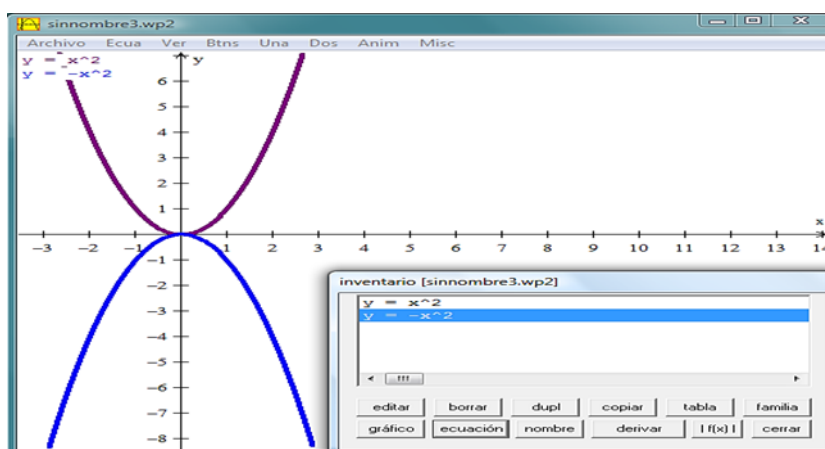 sinnombre3.wp2
Archivo Ecua Ver Btns Una Dos Anim Misc
y = x^2
y = -x^2
y
6
5
4
3
2
1
x
-3 -2 -1 1 2 3 4 5 6 7 8 9 10 11 12 13 14
-1
-2
-3
-4
-5
-6
-7
-8
inventario [sinnombre3.wp2]
y = x^2
y = -x^2
editar borrar dupl copiar tabla familia
gráfico ecuación nombre derivar |f(x)| cerrar